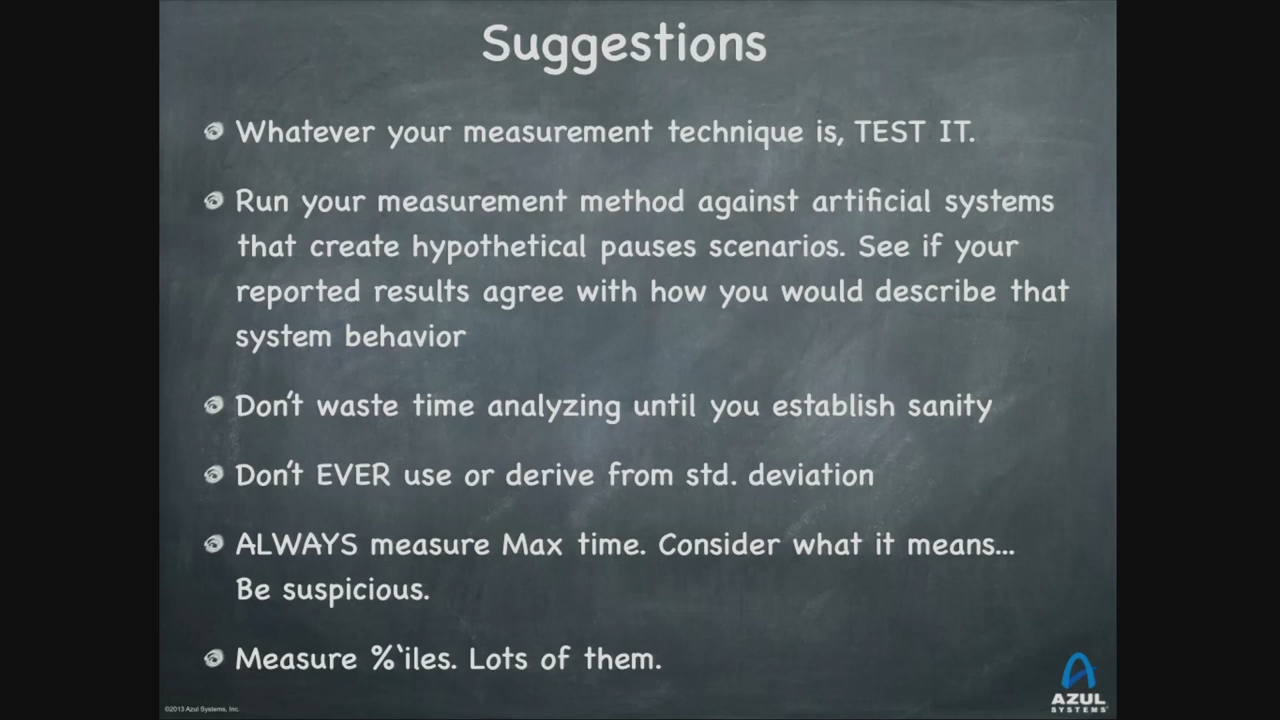 Suggestions
Whatever your measurement technique is, TEST IT.
Run your measurement method against artificial systems
that create hypothetical pauses scenarios. See if your
reported results agree with how you would describe that
system behavior
Don't waste time analyzing until you establish sanity
Don't EVER use or derive from std. deviation
ALWAYS measure Max time. Consider what it means...
Be suspicious.
Measure %‛iles. Lots of them.
©2013 Azul Systems, Inc.
AZUL
SYSTEMS